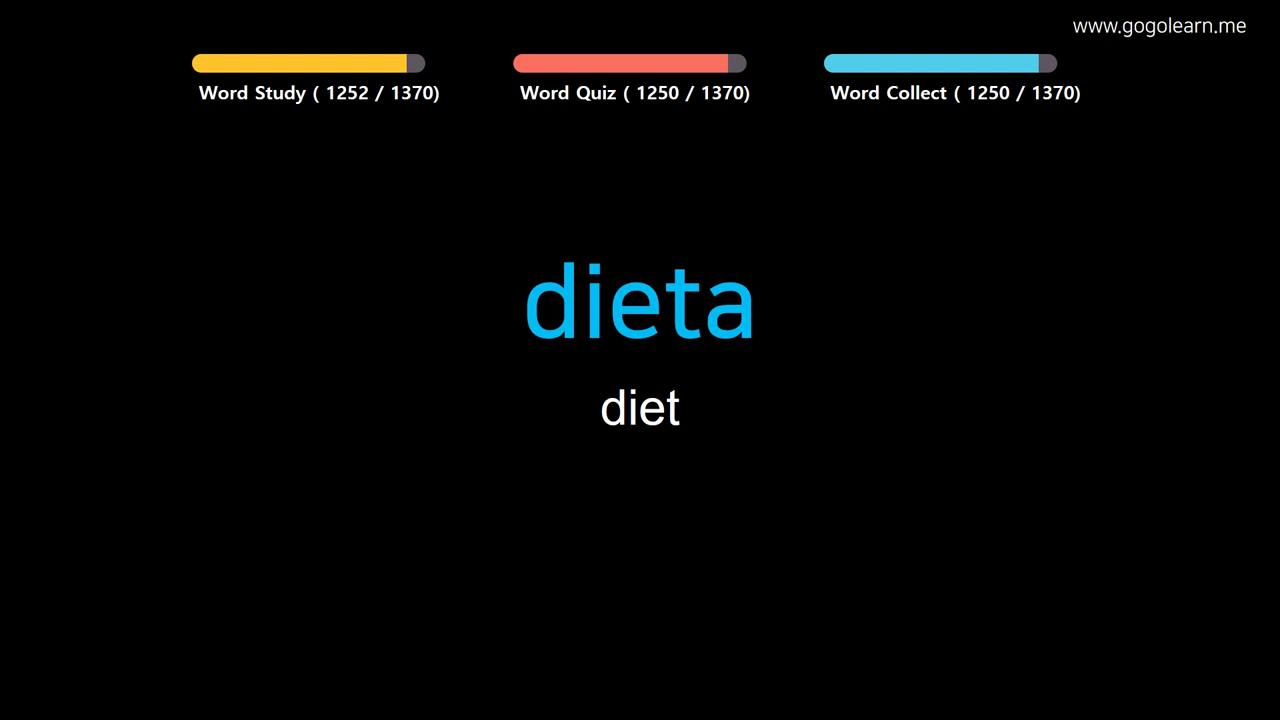 www.gogolearn.me
Word Study ( 1252 / 1370)
Word Quiz ( 1250 / 1370)
Word Collect ( 1250 / 1370)
dieta
diet